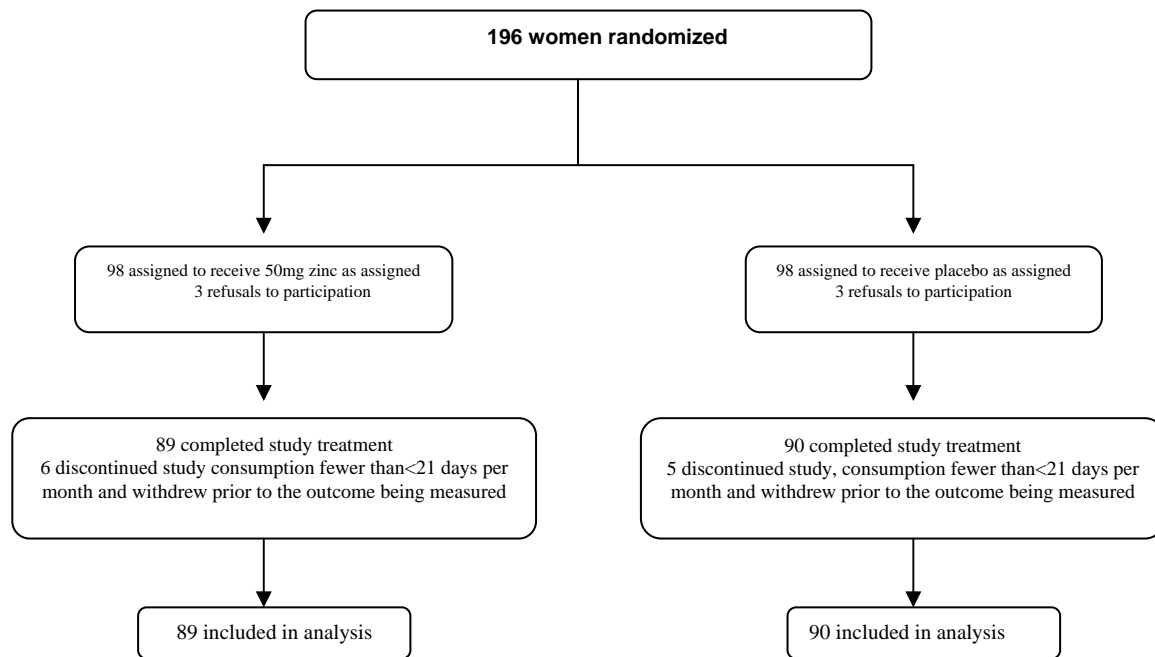 196 women randomized
98 assigned to receive 50mg zinc as assigned
3 refusals to participation
98 assigned to receive placebo as assigned
3 refusals to participation
89 completed study treatment
6 discontinued study consumption fewer than<21 days per
month and withdrew prior to the outcome being measured
90 completed study treatment
5 discontinued study, consumption fewer than<21 days per
month and withdrew prior to the outcome being measured
89 included in analysis
90 included in analysis